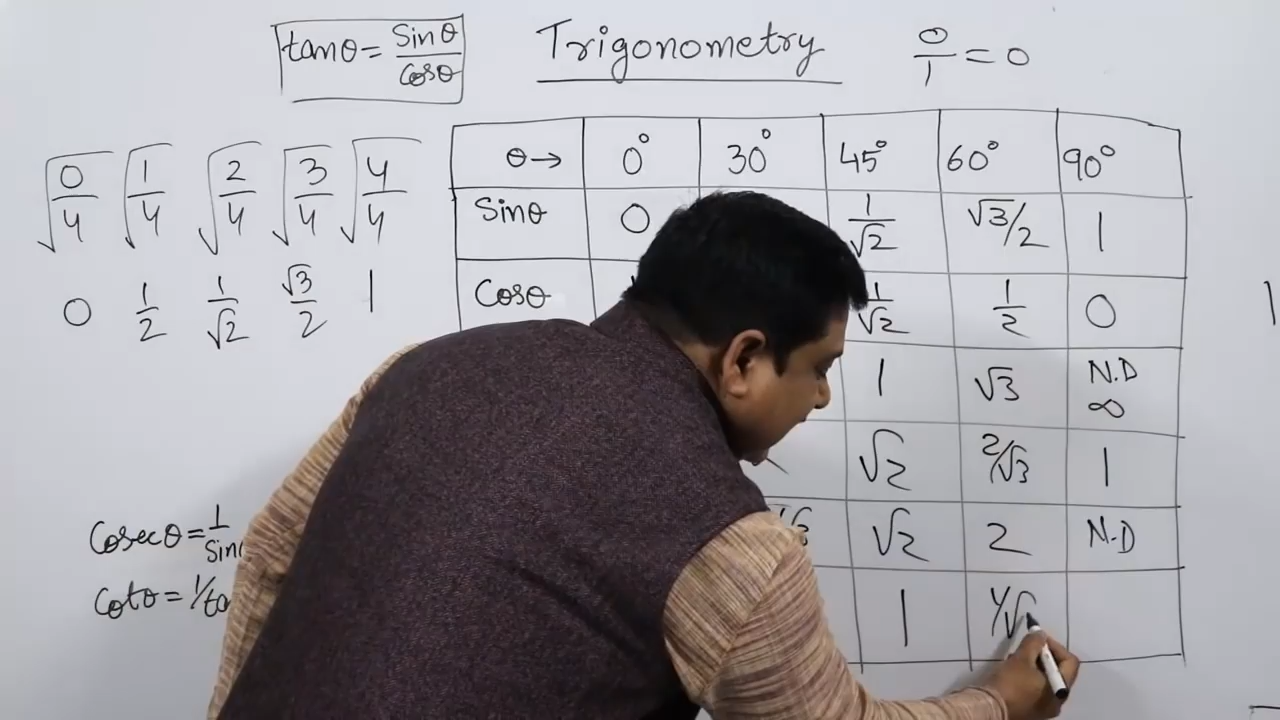 tanθ = Sinθ/Cosθ
Trigonometry
0/1 = 0
√0/4 √1/4 √2/4 √3/4 √4/4
0 1/2 1/√2 √3/2 1
θ→ 0° 30° 45° 60° 90°
Sinθ 0 1/√2 √3/2 1
Cosθ 1/√2 1/2 0
1 √3 N.D ∞
√2 2/√3 1
√2 2 N.D
1 1/√
Cosecθ = 1/Sin
Cotθ = 1/ta
1